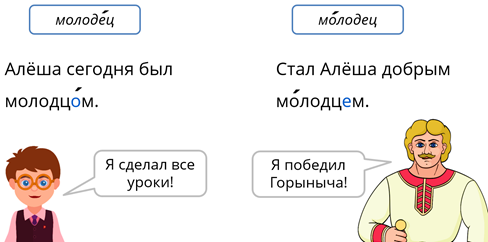 молоде́ц
мо́лодец
Алёша сегодня был
молодцо́м.
Стал Алёша добрым
мо́лодцем.
Я сделал все
уроки!
Я победил
Горыныча!